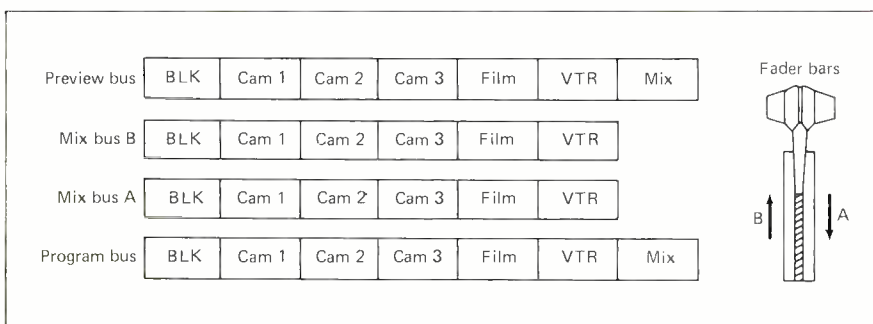 Preview bus BLK Cam 1 Cam 2 Cam 3 Film VTR Mix
Mix bus B BLK Cam 1 Cam 2 Cam 3 Film VTR
Mix bus A BLK Cam 1 Cam 2 Cam 3 Film VTR
Program bus BLK Cam 1 Cam 2 Cam 3 Film VTR Mix
Fader bars
B A